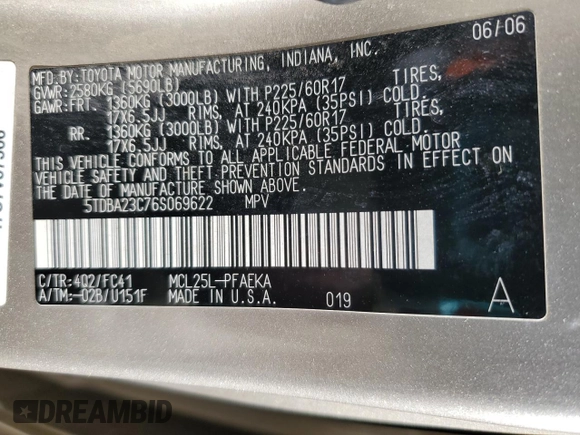 06/06
MFD.BY:TOYOTA MOTOR MANUFACTURING, INDIANA, INC.
GVWR:2580KG (5690LB)
GAWR:FRT. 1360KG (3000LB) WITH P225/60R17 TIRES,
17X6.5JJ RIMS, AT 240KPA (35PSI) COLD.
RR. 1360KG (3000LB) WITH P225/60R17 TIRES,
17X6.5JJ RIMS, AT 240KPA (35PSI) COLD.
THIS VEHICLE CONFORMS TO ALL APPLICABLE FEDERAL MOTOR
VEHICLE SAFETY AND THEFT PREVENTION STANDARDS IN EFFECT ON
THE DATE OF MANUFACTURE SHOWN ABOVE.
5TDBA23C76S069622 MPV
C/TR:4Q2/FC41 MCL25L-PFAEKA
A/TM:-02B/U151F MADE IN U.S.A. 019 A
DREAMBID